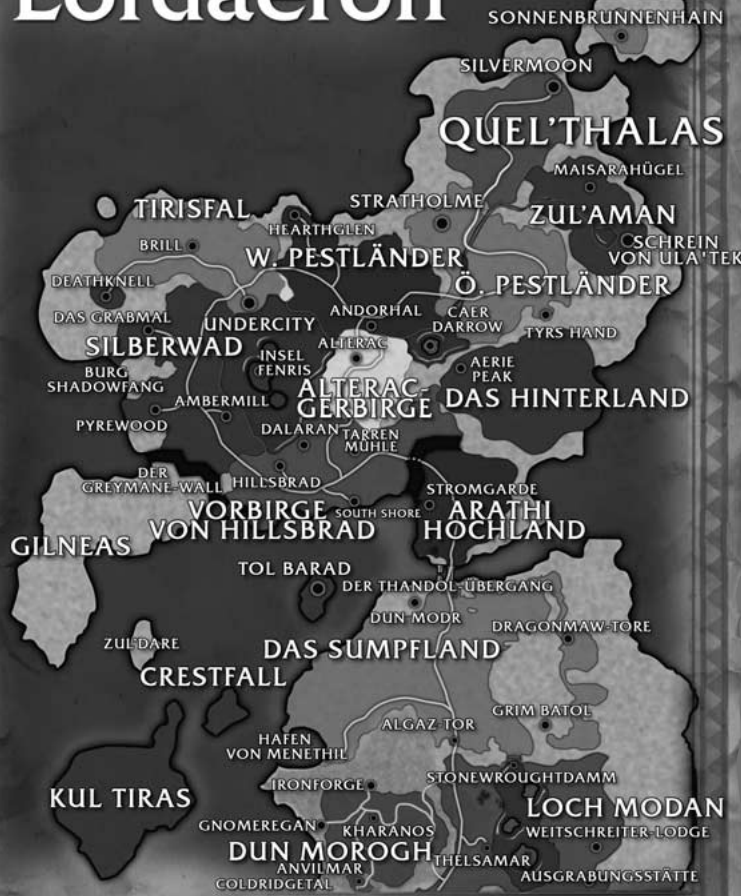 Lordaeron
SONNENBRUNNENHAIN
SILVERMOON
QUEL'THALAS
MAISARAHÜGEL
STRATHOLME
TIRISFAL
ZUL'AMAN
HEARTHGLEN
BRILL
W. PESTLÄNDER
SCHREIN
VON ULA'TEK
DEATHKNELL
Ö. PESTLÄNDER
DAS GRABMAL
UNDERCITY
ANDORHAL
CAER
DARROW
TYRS HAND
SILBERWAD
INSEL
FENRIS
ALTERAC
BURG
SHADOWFANG
AERIE
PEAK
ALTERAC-
GERBIRGE
DAS HINTERLAND
AMBERMILL
PYREWOOD
DALARAN
TARREN
MÜHLE
DER
GREYMANE-WALL
HILLSBRAD
STROMGARDE
VORBIRGE
VON HILLSBRAD
SOUTH SHORE
ARATHI
HOCHLAND
GILNEAS
TOL BARAD
DER THANDOL-ÜBERGANG
DUN MODR
DRAGONMAW-TORE
ZUL'DARE
DAS SUMPFLAND
CRESTFALL
GRIM BATOL
ALGAZ-TOR
HAFEN
VON MENETHIL
STONEWROUGHTDAMM
IRONFORGE
KUL TIRAS
LOCH MODAN
GNOMEREGAN
KHARANOS
WEITSCHREITER-LODGE
DUN MOROGH
THELSAMAR
ANVILMAR
COLDRIDGETAL
AUSGRABUNGSSTÄTTE